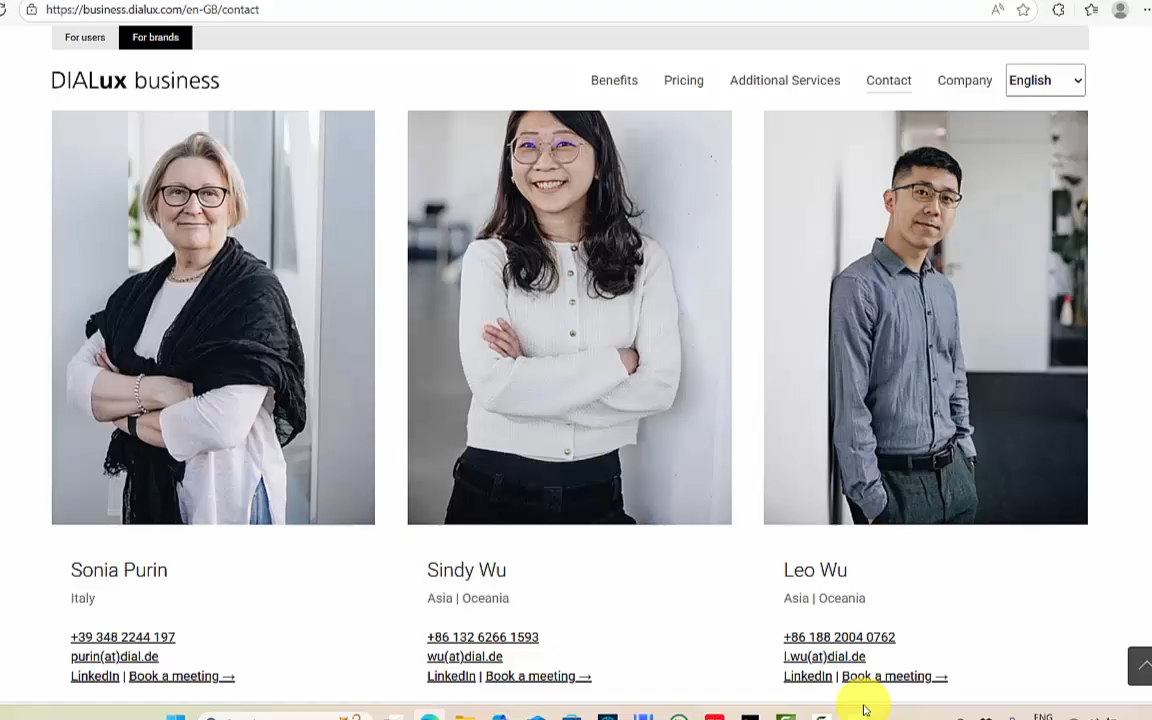 https://business.dialux.com/en-GB/contact
For users For brands
DIALux business Benefits Pricing Additional Services Contact Company English
Sonia Purin
Italy
+39 348 2244 197
purin(at)dial.de
LinkedIn | Book a meeting →
Sindy Wu
Asia | Oceania
+86 132 6266 1593
wu(at)dial.de
LinkedIn | Book a meeting →
Leo Wu
Asia | Oceania
+86 188 2004 0762
l.wu(at)dial.de
LinkedIn | Book a meeting →
ENG